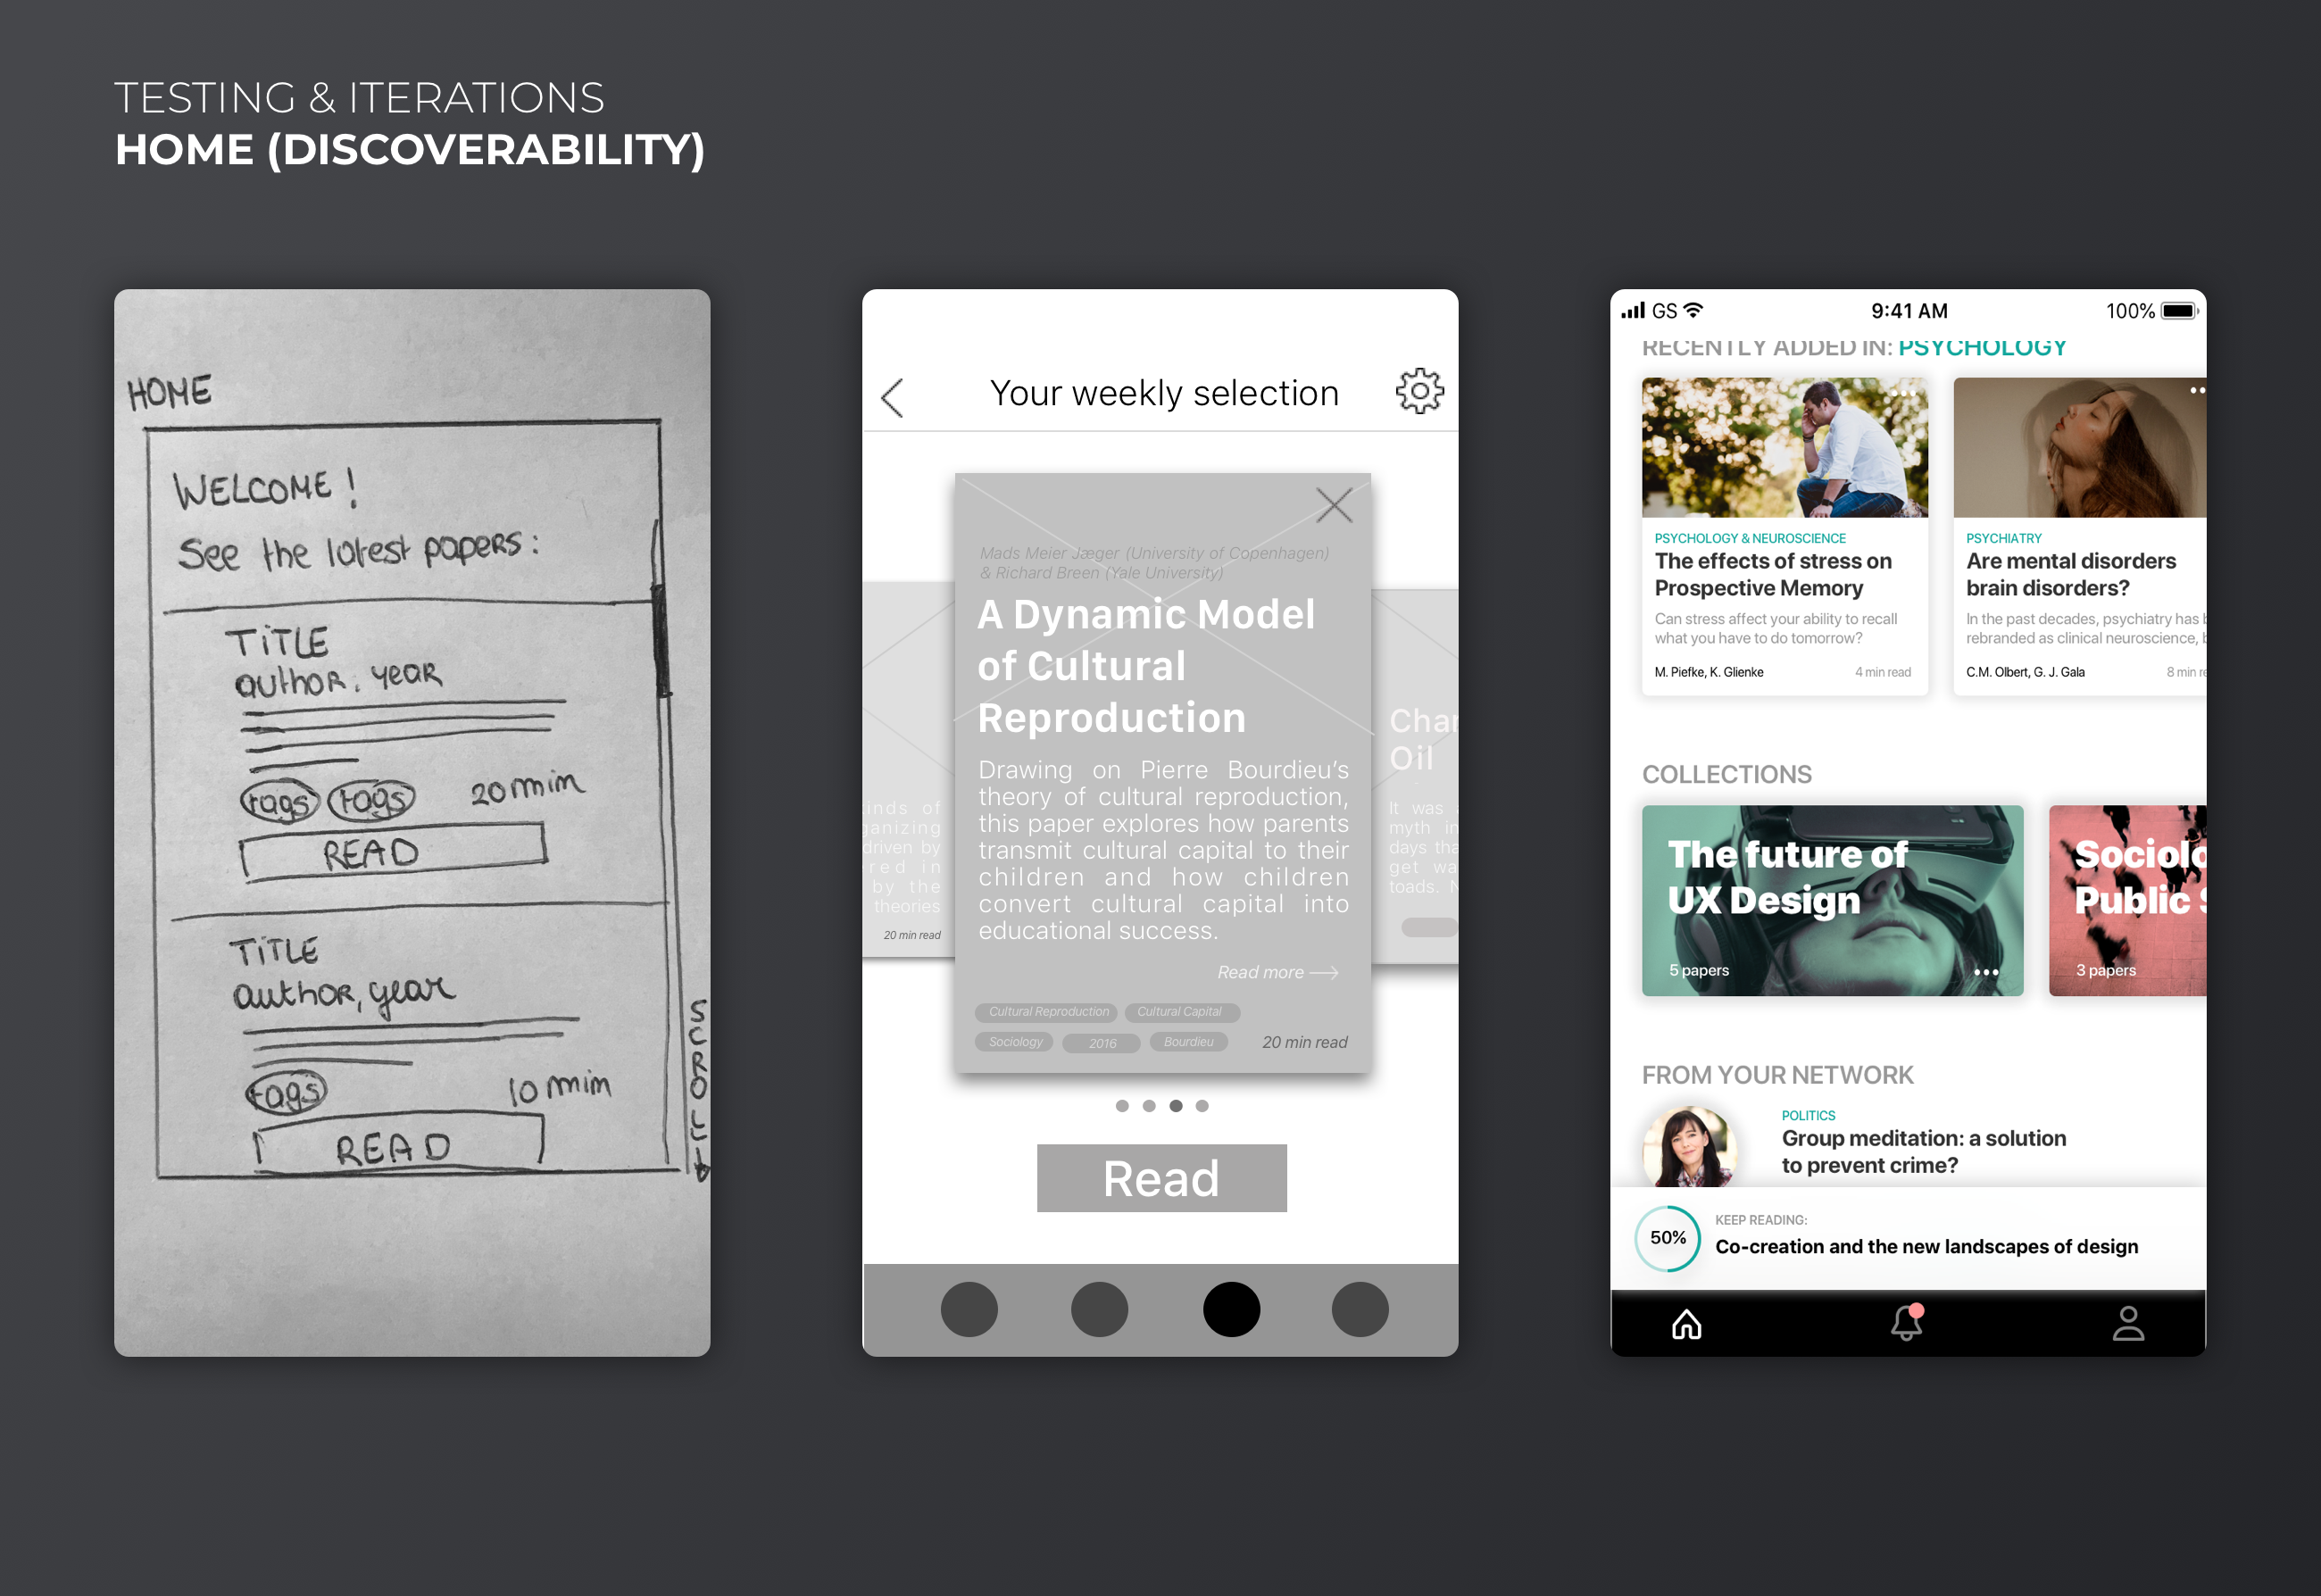 TESTING & ITERATIONS
HOME (DISCOVERABILITY)
HOME
WELCOME!
See the latest papers:
TITLE
author, year
tags tags 20 min
READ
TITLE
author, year
tags 10 min
READ
SCROLL
Your weekly selection
Mads Meier Jæger (University of Copenhagen)
& Richard Breen (Yale University)
A Dynamic Model
of Cultural
Reproduction
Drawing on Pierre Bourdieu's
theory of cultural reproduction,
this paper explores how parents
transmit cultural capital to their
children and how children
convert cultural capital into
educational success.
Read more
Cultural Reproduction Cultural Capital
Sociology 2016 Bourdieu 20 min read
inds of
ganizing
driven by
red in
by the
theories
20 min read
Char
Oil
It was
myth in
days tha
get wa
toads. N
Read
GS 9:41 AM 100%
RECENTLY ADDED IN: PSYCHOLOGY
PSYCHOLOGY & NEUROSCIENCE
The effects of stress on
Prospective Memory
Can stress affect your ability to recall
what you have to do tomorrow?
M. Piefke, K. Glienke 4 min read
PSYCHIATRY
Are mental disorders
brain disorders?
In the past decades, psychiatry has b
rebranded as clinical neuroscience, b
C.M. Olbert, G. J. Gala 8 min re
COLLECTIONS
The future of
UX Design
5 papers
Sociolo
Public S
3 papers
FROM YOUR NETWORK
POLITICS
Group meditation: a solution
to prevent crime?
50%
KEEP READING:
Co-creation and the new landscapes of design